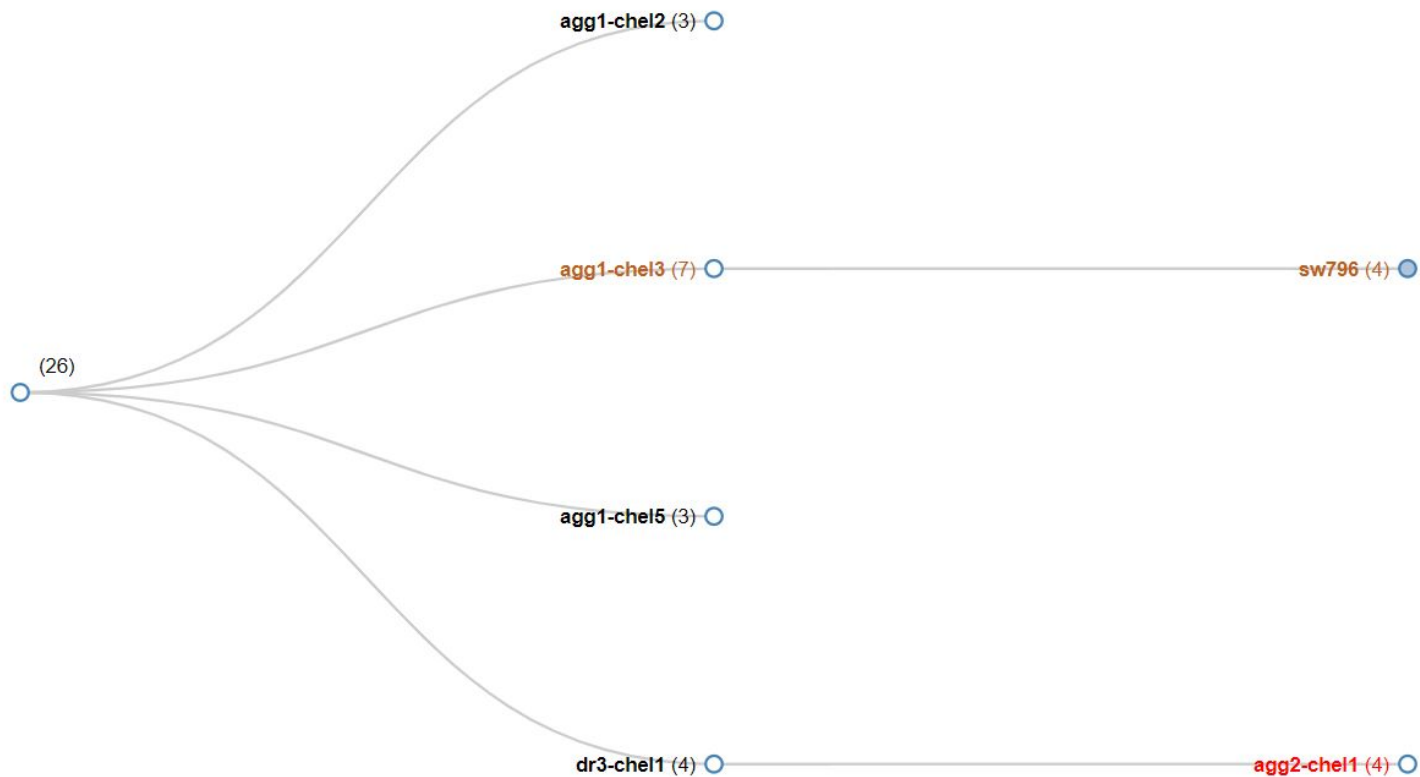 agg1-chel2 (3)
agg1-chel3 (7)
sw796 (4)
(26)
agg1-chel5 (3)
dr3-chel1 (4)
agg2-chel1 (4)